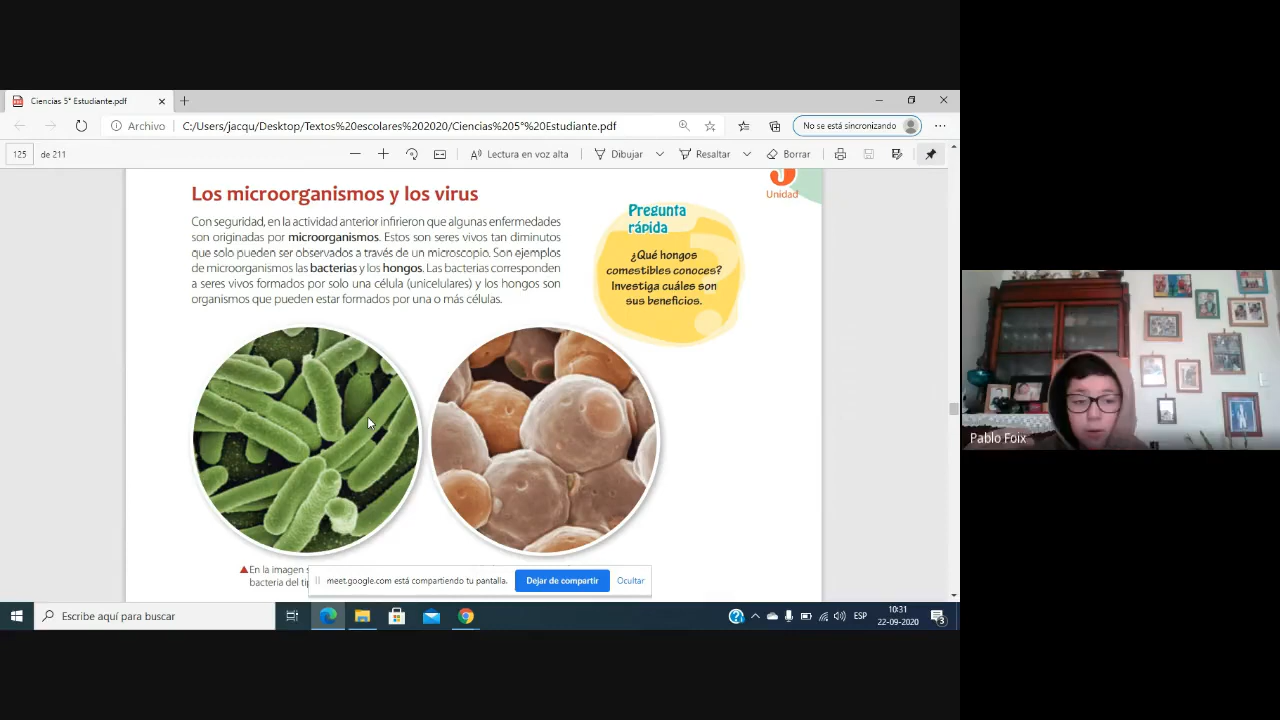 Ciencias 5° Estudiante.pdf
Archivo
C:/Users/jacqu/Desktop/Textos%20escolares%202020/Ciencias%205°%20Estudiante.pdf
No se está sincronizando
125 de 211
Lectura en voz alta
Dibujar
Resaltar
Borrar
Unidad
Los microorganismos y los virus
Con seguridad, en la actividad anterior infirieron que algunas enfermedades
son originadas por microorganismos. Estos son seres vivos tan diminutos
que solo pueden ser observados a través de un microscopio. Son ejemplos
de microorganismos las bacterias y los hongos. Las bacterias corresponden
a seres vivos formados por solo una célula (unicelulares) y los hongos son
organismos que pueden estar formados por una o más células.
Pregunta
rápida
¿Qué hongos
comestibles conoces?
Investiga cuáles son
sus beneficios.
En la imagen
bacteria del
meet.google.com está compartiendo tu pantalla.
Dejar de compartir
Ocultar
Escribe aquí para buscar
ESP
10:31
22-09-2020
3
Pablo Foix